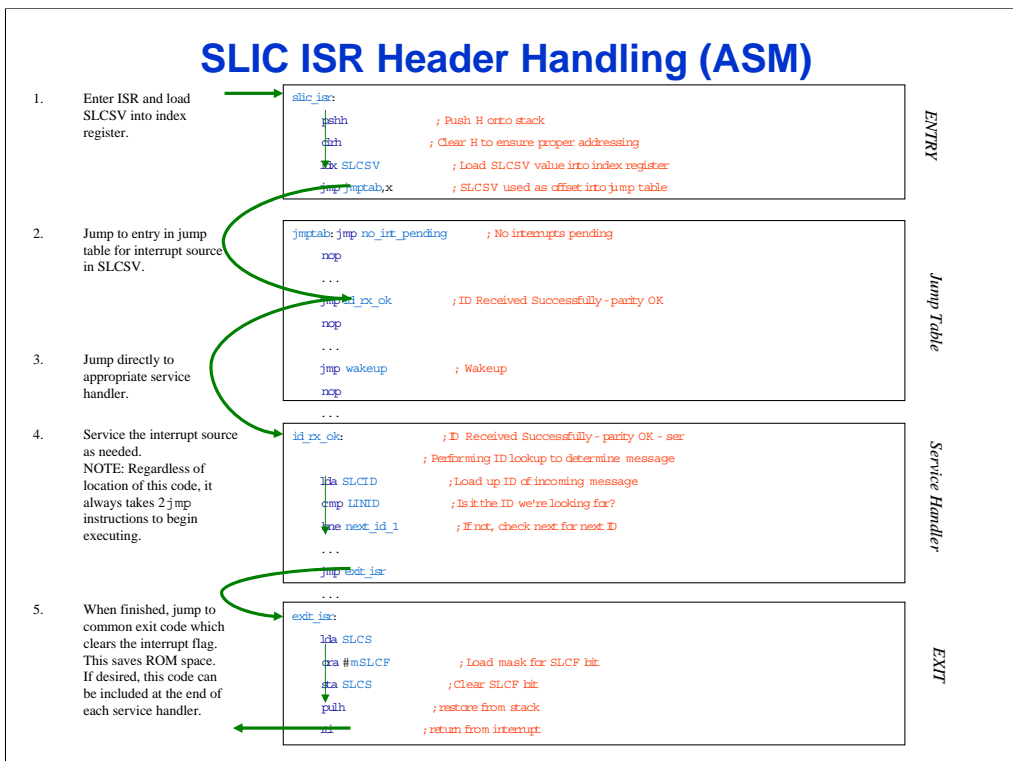 SLIC ISR Header Handling (ASM)
1. Enter ISR and load
SLCSV into index
register.
slic_isr:
pshh ; Push H onto stack
clrh ; Clear H to ensure proper addressing
ldx SLCSV ;Load SLCSV value into index register
jmp jmptab,x ; SLCSV used as offset into jump table
ENTRY
2. Jump to entry in jump
table for interrupt source
in SLCSV.
jmptab: jmp no_int_pending ; No interrupts pending
nop
...
jmp id_rx_ok ;ID Received Successfully - parity OK
nop
...
3. Jump directly to
appropriate service
handler.
jmp wakeup ; Wakeup
nop
...
Jump Table
4. Service the interrupt source
as needed.
NOTE: Regardless of
location of this code, it
always takes 2 jmp
instructions to begin
executing.
id_rx_ok: ;ID Received Successfully - parity OK - ser
; Performing ID lookup to determine message
lda SLCID ;Load up ID of incoming message
cmp LINID ;Is it the ID we're looking for?
bne next_id_1 ;If not, check next for next ID
...
jmp exit_isr
...
Service Handler
5. When finished, jump to
common exit code which
clears the interrupt flag.
This saves ROM space.
If desired, this code can
be included at the end of
each service handler.
exit_isr:
lda SLCS
ora #mSLCF ; Load mask for SLCF bit
sta SLCS ;Clear SLCF bit
pulh ; restore from stack
rti ; return from interrupt
EXIT